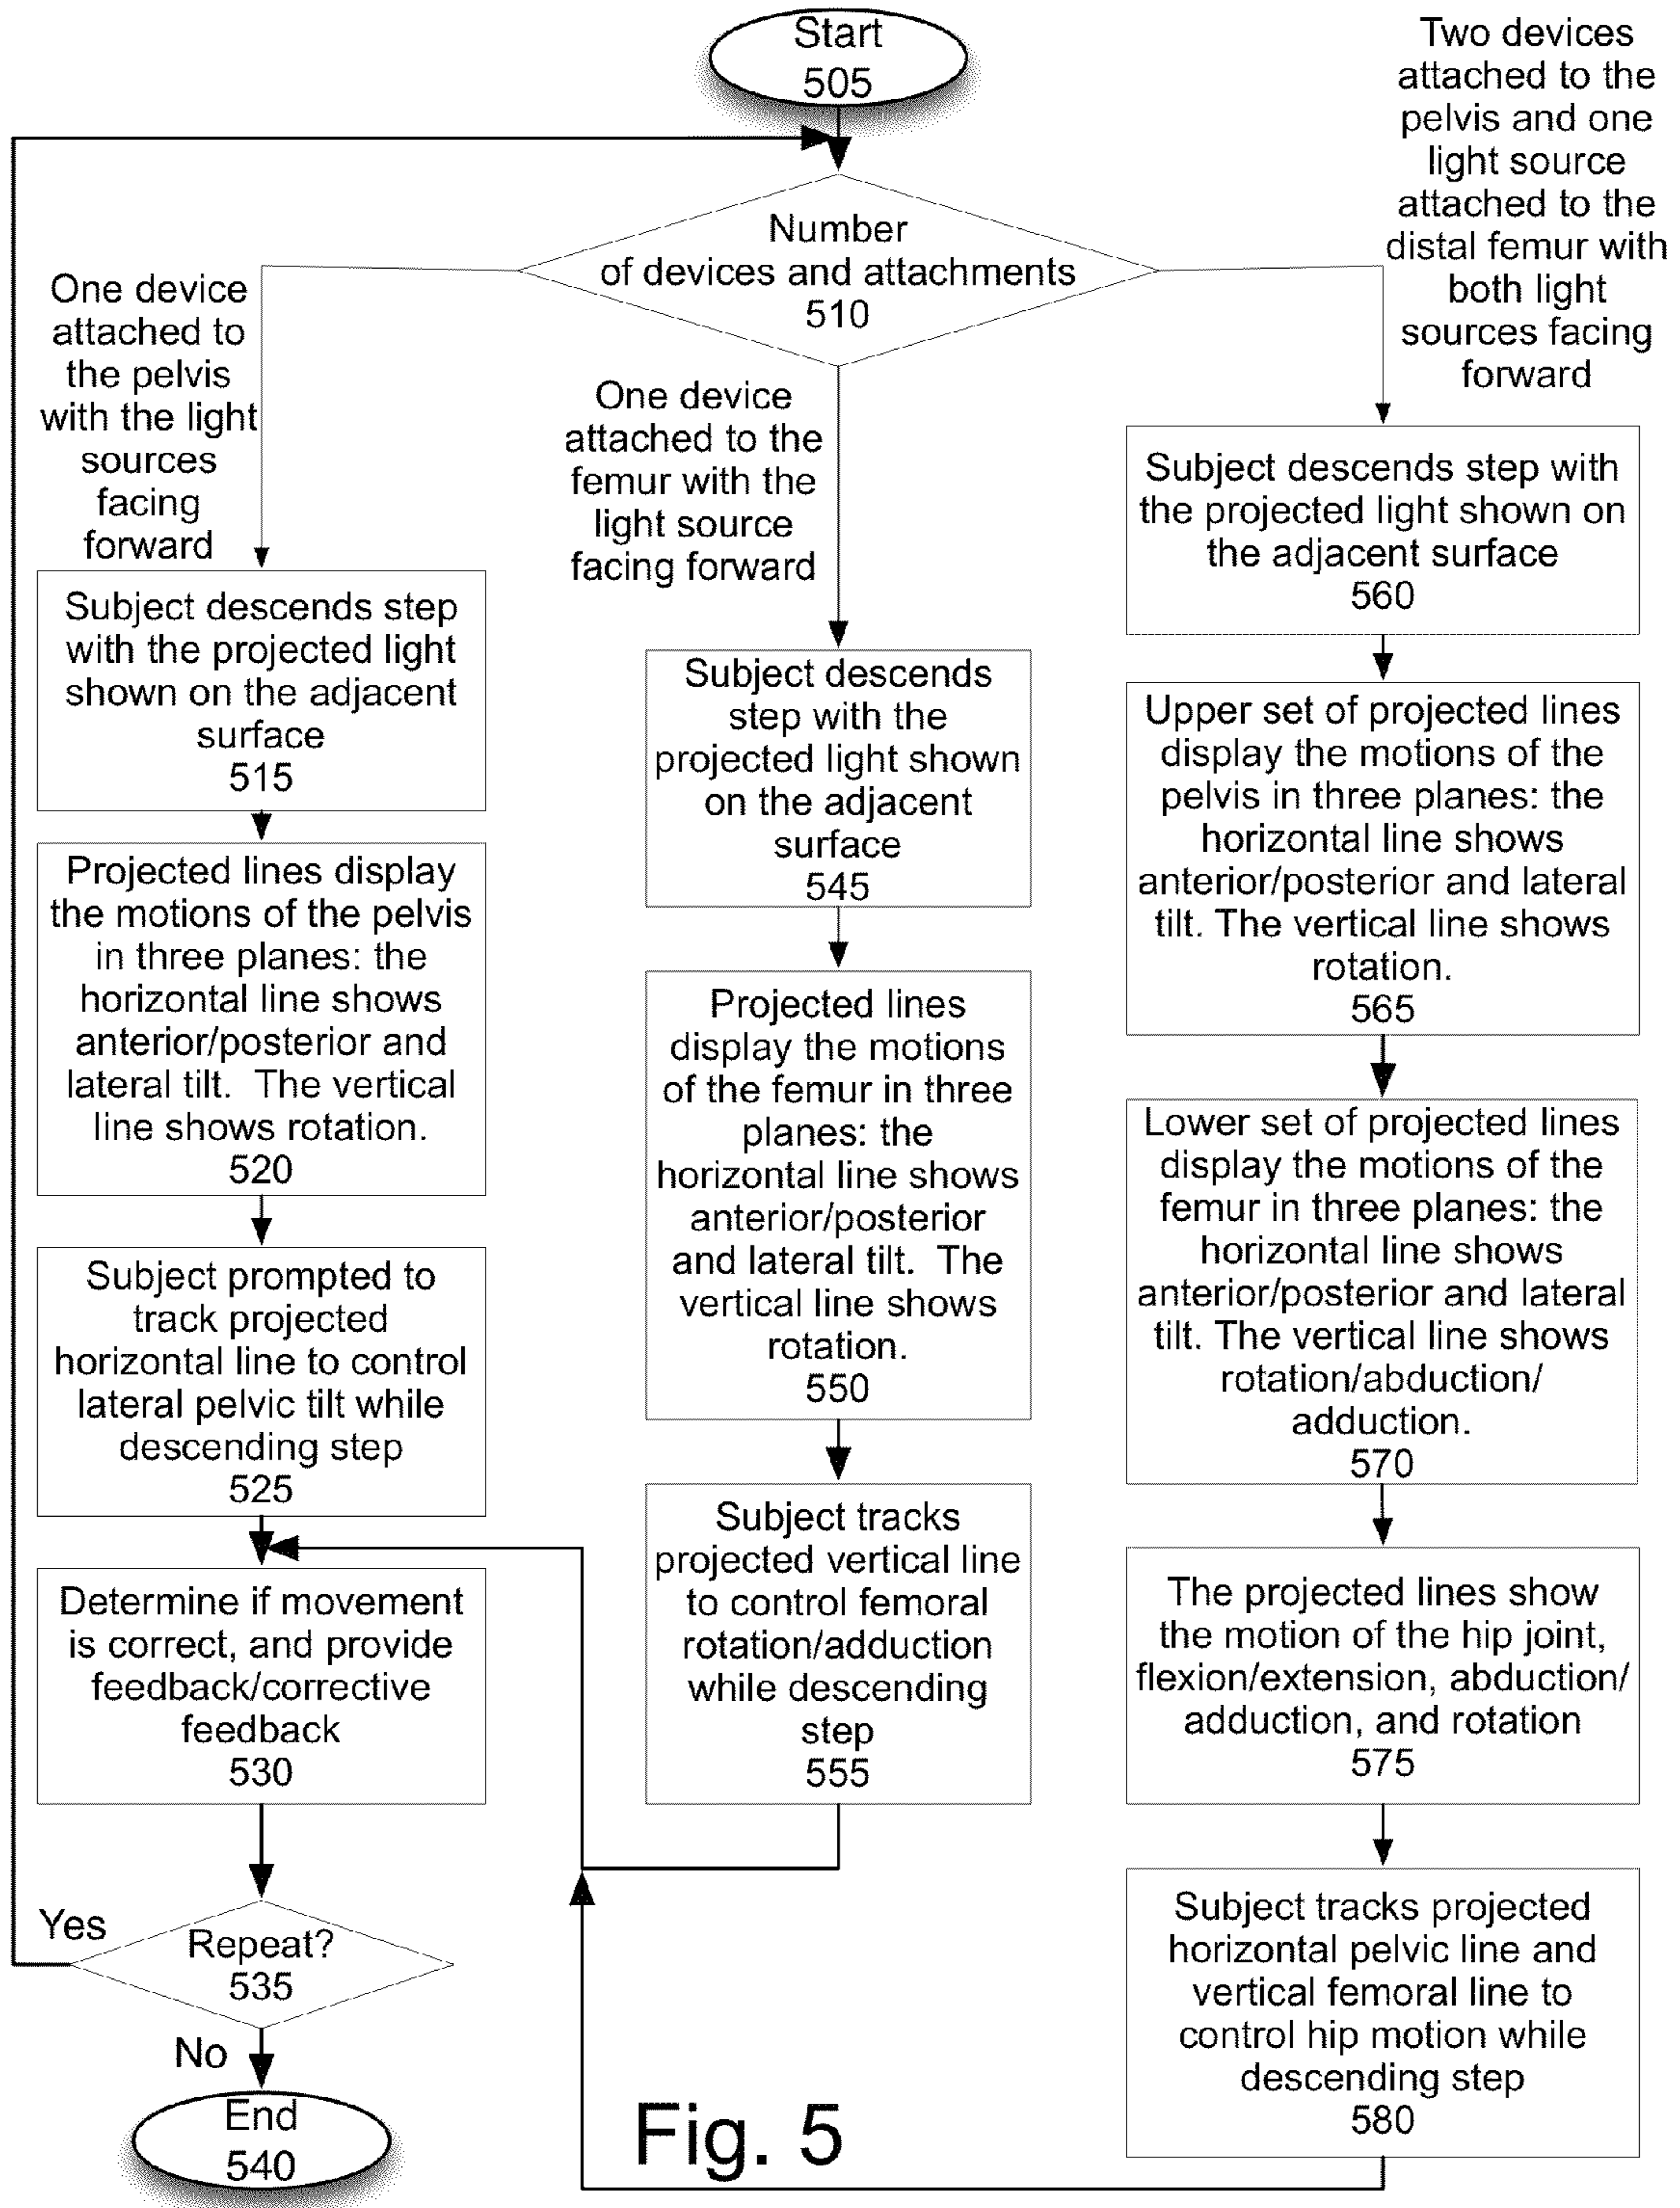 Start
505
Number
of devices and attachments
510
One device
attached to
the pelvis
with the light
sources
facing
forward
Subject descends step
with the projected light
shown on the adjacent
surface
515
Projected lines display
the motions of the pelvis
in three planes: the
horizontal line shows
anterior/posterior and
lateral tilt. The vertical
line shows rotation.
520
Subject prompted to
track projected
horizontal line to control
lateral pelvic tilt while
descending step
525
Determine if movement
is correct, and provide
feedback/corrective
feedback
530
Yes
Repeat?
535
No
End
540
One device
attached to the
femur with the
light source
facing forward
Subject descends
step with the
projected light shown
on the adjacent
surface
545
Projected lines
display the motions
of the femur in three
planes: the
horizontal line shows
anterior/posterior
and lateral tilt. The
vertical line shows
rotation.
550
Subject tracks
projected vertical line
to control femoral
rotation/adduction
while descending
step
555
Two devices
attached to the
pelvis and one
light source
attached to the
distal femur with
both light
sources facing
forward
Subject descends step with
the projected light shown on
the adjacent surface
560
Upper set of projected lines
display the motions of the
pelvis in three planes: the
horizontal line shows
anterior/posterior and lateral
tilt. The vertical line shows
rotation.
565
Lower set of projected lines
display the motions of the
femur in three planes: the
horizontal line shows
anterior/posterior and lateral
tilt. The vertical line shows
rotation/abduction/
adduction.
570
The projected lines show
the motion of the hip joint,
flexion/extension, abduction/
adduction, and rotation
575
Subject tracks projected
horizontal pelvic line and
vertical femoral line to
control hip motion while
descending step
580
Fig. 5